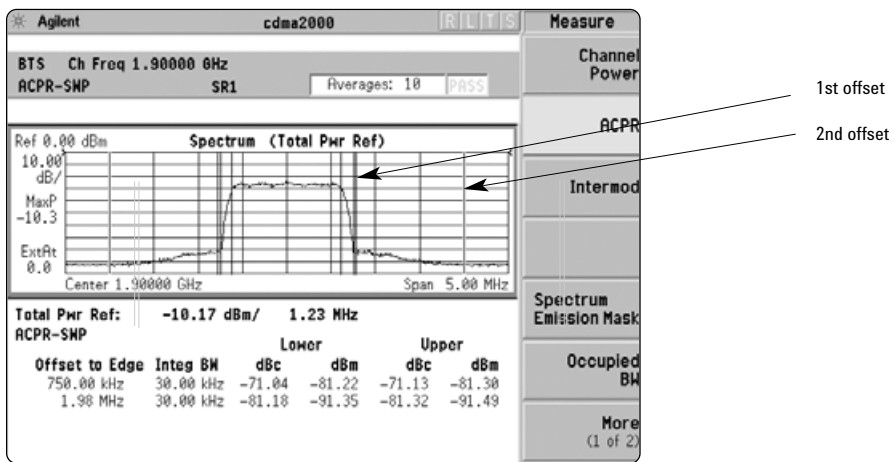 Agilent cdma2000 R L T S Measure
BTS Ch Freq 1.90000 GHz
ACPR-SWP SR1 Averages: 10 PASS
Channel
Power
ACPR
Intermod
Spectrum
Emission Mask
Occupied
BW
More
(1 of 2)
1st offset
2nd offset
Ref 0.00 dBm Spectrum (Total Pwr Ref)
10.00
dB/
MaxP
-10.3
ExtAt
0.0
Center 1.90000 GHz Span 5.00 MHz
Total Pwr Ref: -10.17 dBm/ 1.23 MHz
ACPR-SWP
Lower Upper
Offset to Edge Integ BW dBc dBm dBc dBm
750.00 kHz 30.00 kHz -71.04 -81.22 -71.13 -81.30
1.98 MHz 30.00 kHz -81.18 -91.35 -81.32 -91.49